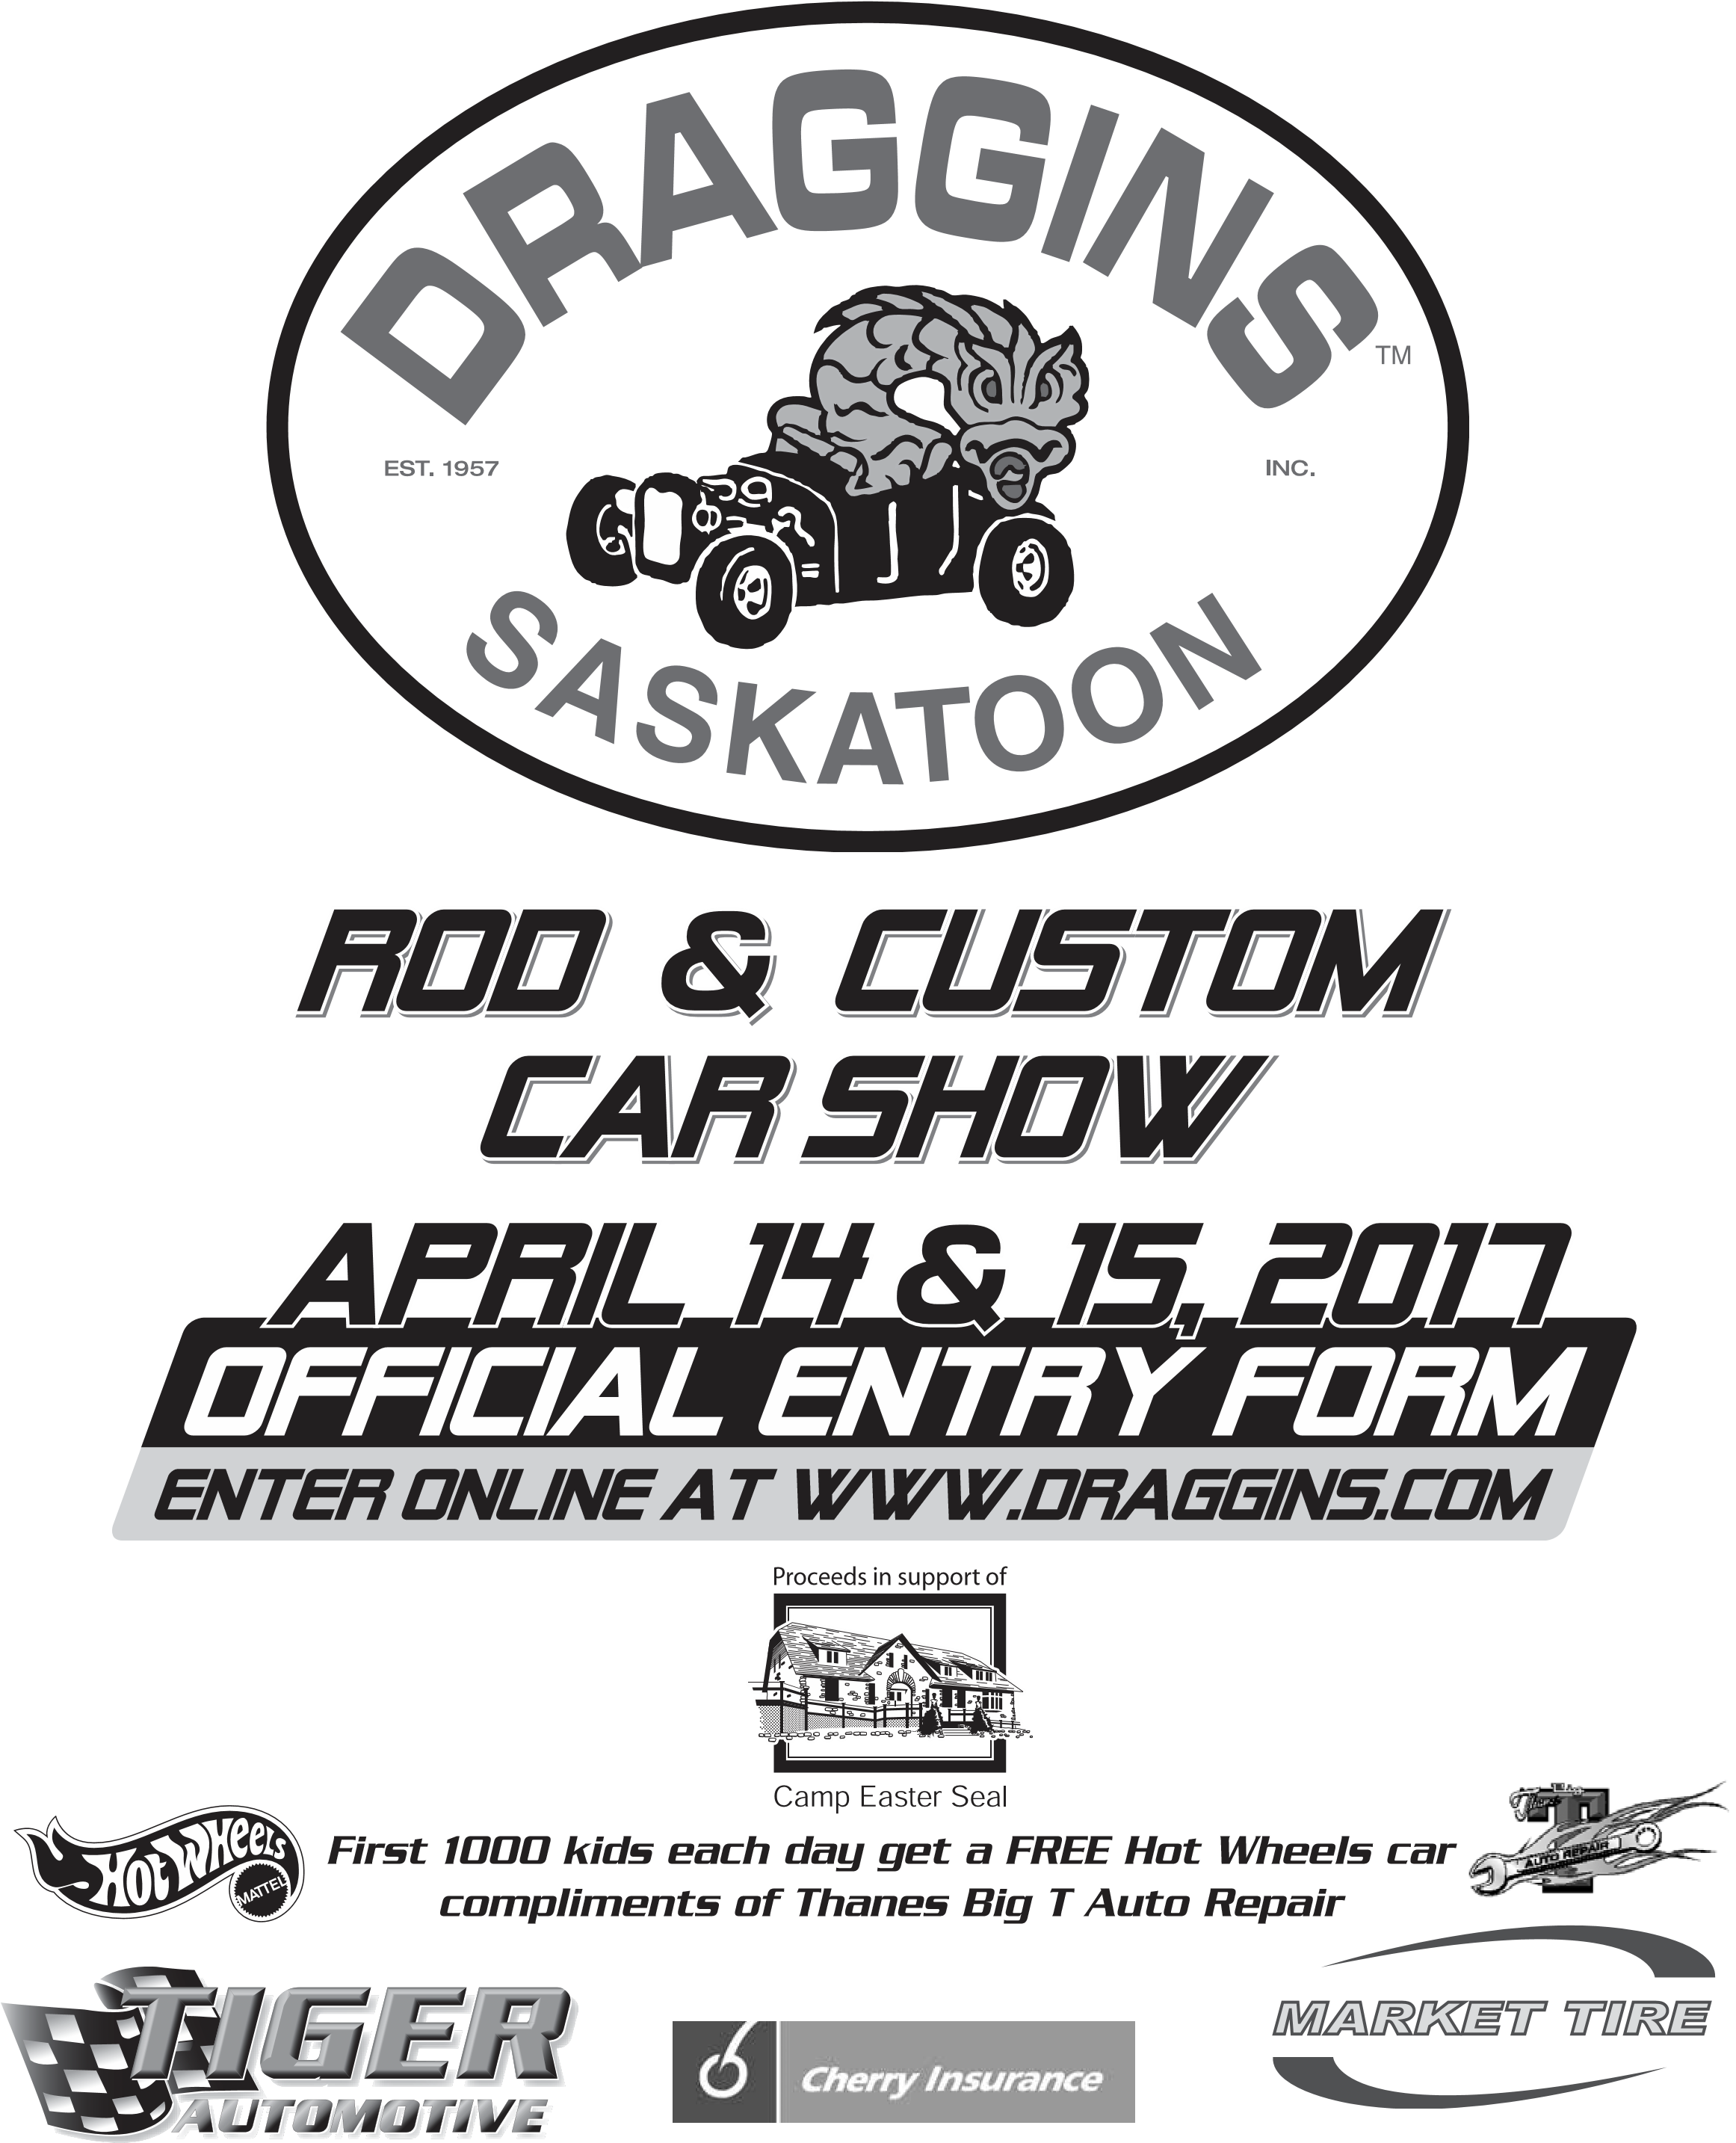 DRAGGINS
TM
EST. 1957
INC.
SASKATOON
ROD & CUSTOM
CAR SHOW
APRIL 14 & 15, 2017
OFFICIAL ENTRY FORM
ENTER ONLINE AT WWW.DRAGGINS.COM
Proceeds in support of
Camp Easter Seal
Hot Wheels
MATTEL
First 1000 kids each day get a FREE Hot Wheels car
compliments of Thanes Big T Auto Repair
AUTO REPAIR
TIGER
AUTOMOTIVE
Cherry Insurance
MARKET TIRE